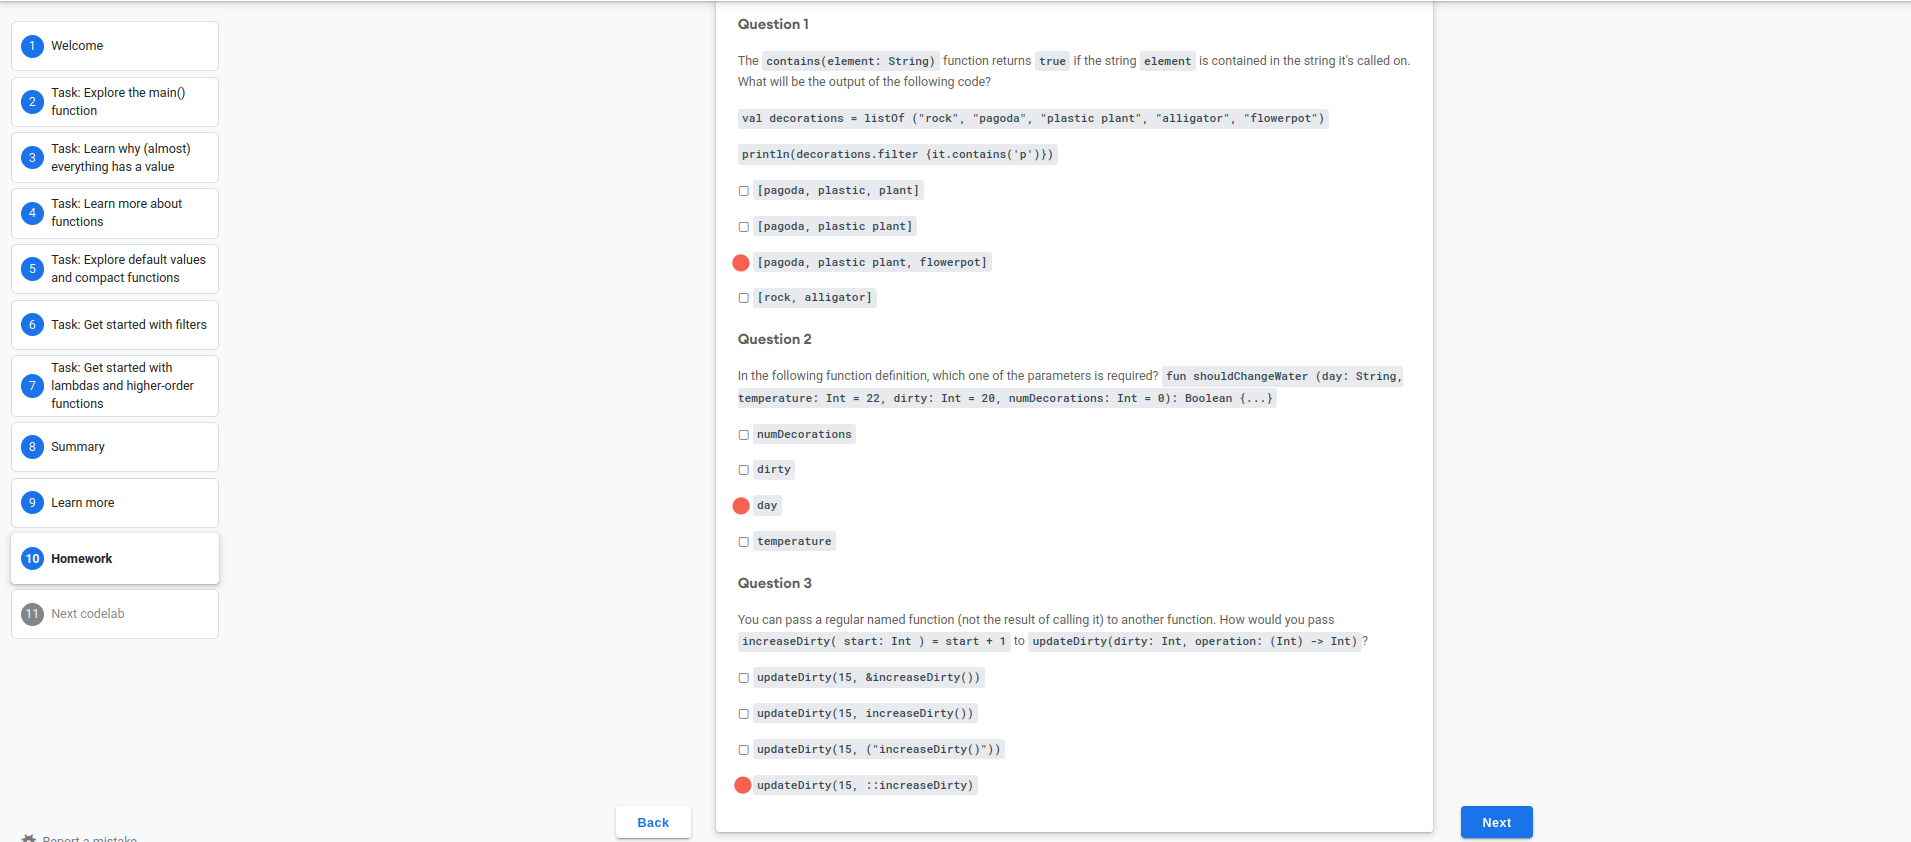 1 Welcome
2 Task: Explore the main()
function
3 Task: Learn why (almost)
everything has a value
4 Task: Learn more about
functions
5 Task: Explore default values
and compact functions
6 Task: Get started with filters
7 Task: Get started with
lambdas and higher-order
functions
8 Summary
9 Learn more
10 Homework
11 Next codelab
Report a mistake
Question 1
The contains(element: String) function returns true if the string element is contained in the string it's called on.
What will be the output of the following code?
val decorations = listOf ("rock", "pagoda", "plastic plant", "alligator", "flowerpot")
println(decorations.filter {it.contains('p')})
[pagoda, plastic, plant]
[pagoda, plastic plant]
[pagoda, plastic plant, flowerpot]
[rock, alligator]
Question 2
In the following function definition, which one of the parameters is required? fun shouldChangeWater (day: String,
temperature: Int = 22, dirty: Int = 20, numDecorations: Int = 0): Boolean {...}
numDecorations
dirty
day
temperature
Question 3
You can pass a regular named function (not the result of calling it) to another function. How would you pass
increaseDirty( start: Int ) = start + 1 to updateDirty(dirty: Int, operation: (Int) -> Int) ?
updateDirty(15, &increaseDirty())
updateDirty(15, increaseDirty())
updateDirty(15, ("increaseDirty()"))
updateDirty(15, ::increaseDirty)
Back
Next